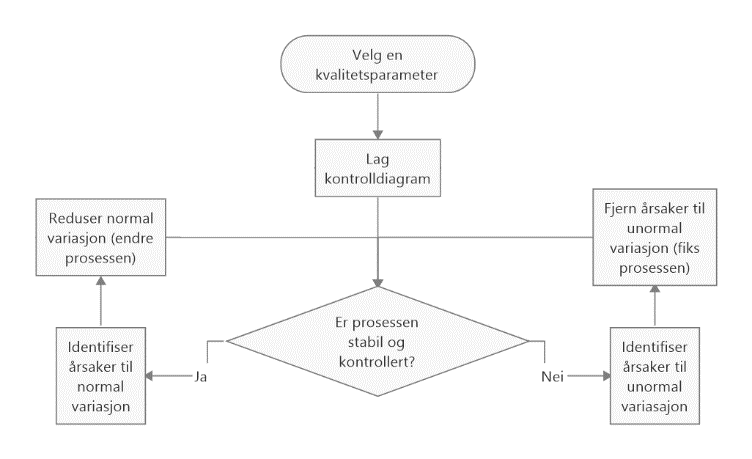 Velg en
kvalitetsparameter
Lag
kontrolldiagram
Reduser normal
variasjon (endre
prosessen)
Fjern årsaker til
unormal
variasjon (fiks
prosessen)
Er prosessen
stabil og
kontrollert?
Identifiser
årsaker til
normal
variasjon
Ja
Nei
Identifiser
årsaker til
unormal
variasajon